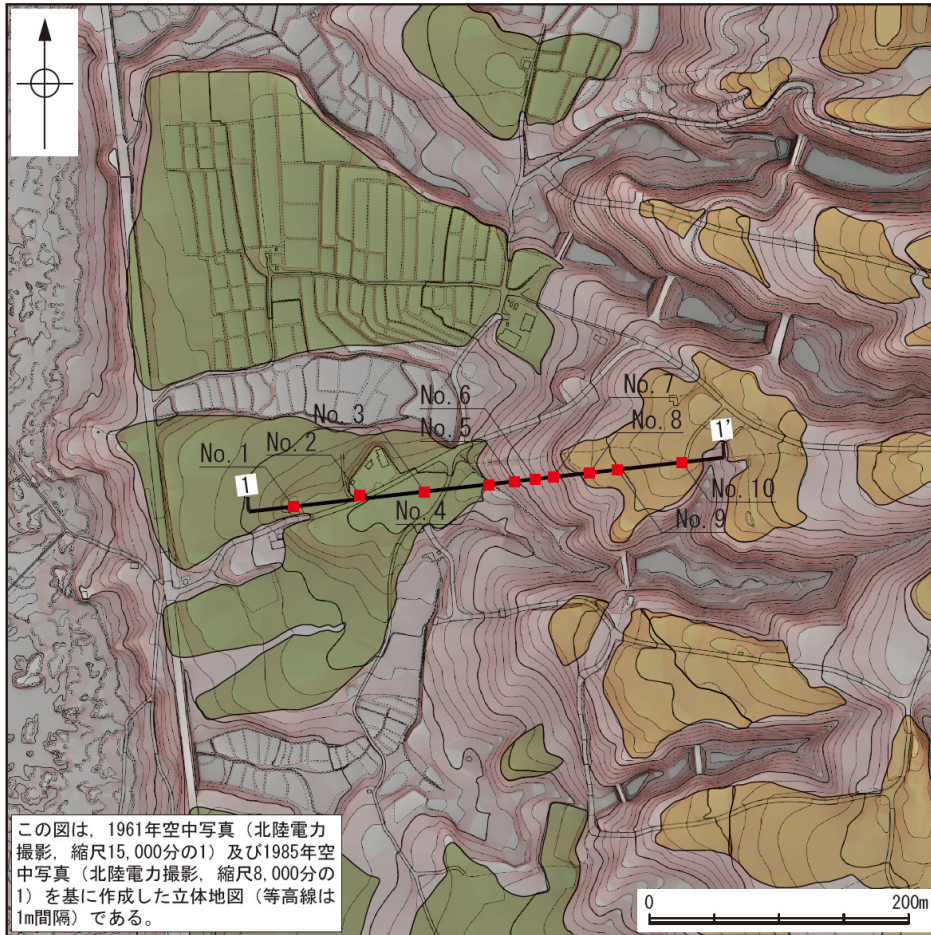 No. 7
No. 6
No. 8
No. 3
No. 5
1'
No. 2
No. 1
1
No. 10
No. 4
No. 9
この図は，1961年空中写真（北陸電力
撮影，縮尺15,000分の1）及び1985年空
中写真（北陸電力撮影，縮尺8,000分の
1）を基に作成した立体地図（等高線は
1m間隔）である。
0 200m